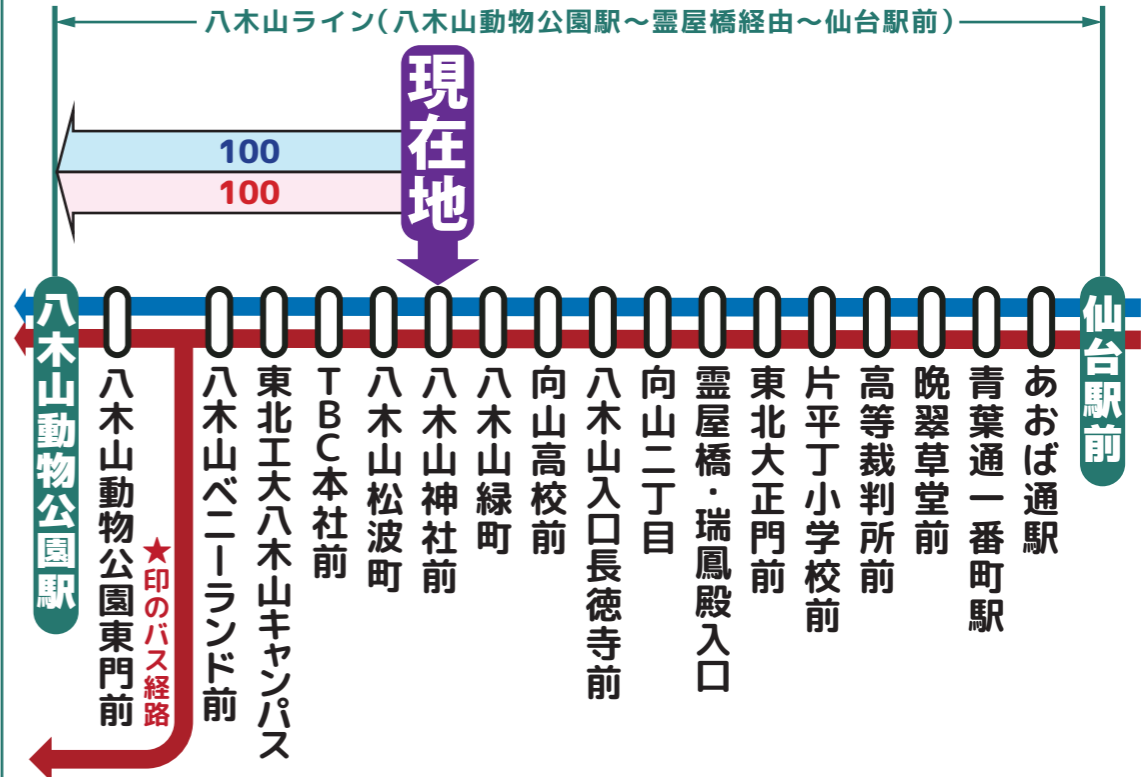 八木山ライン(八木山動物公園駅～霊屋橋経由～仙台駅前)
現在地
100
100
八木山動物公園駅
八木山動物公園東門前
★印のバス経路
八木山ベニーランド前
東北工大八木山キャンパス
TBC本社前
八木山松波町
八木山神社前
八木山緑町
向山高校前
八木山入口長徳寺前
向山二丁目
霊屋橋・瑞鳳殿入口
東北大正門前
片平丁小学校前
高等裁判所前
晩翠草堂前
青葉通一番町駅
あおば通駅
仙台駅前